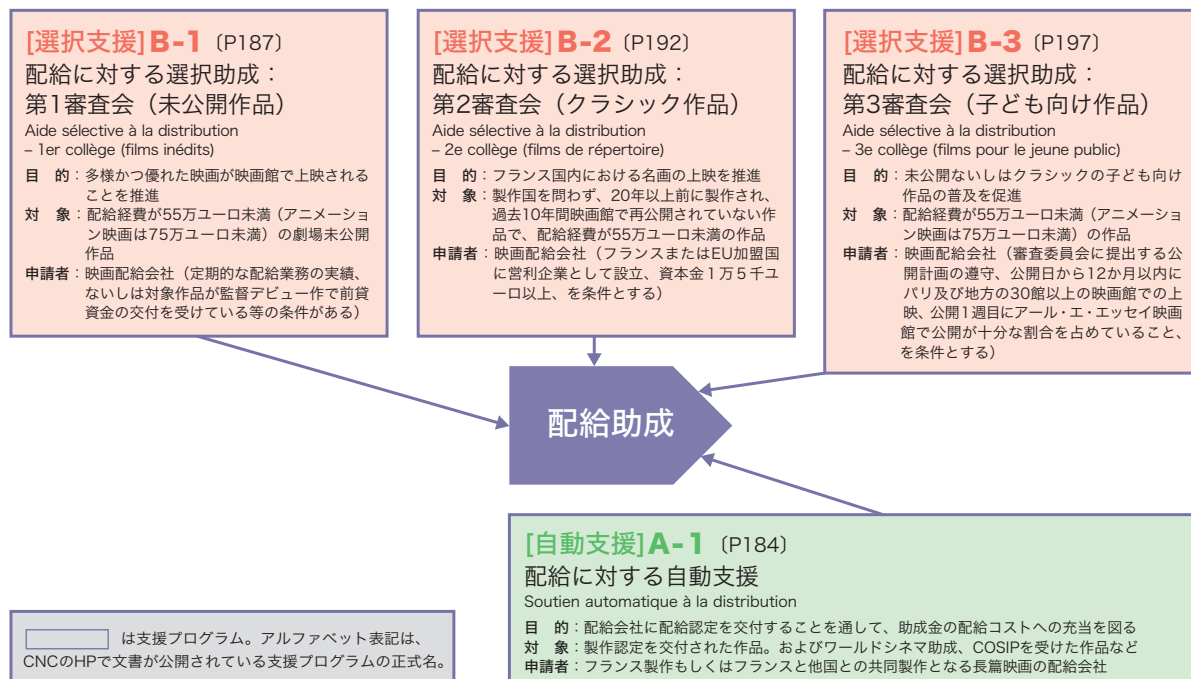 [選択支援]B-1〔P187〕
配給に対する選択助成：
第1審査会（未公開作品）
Aide sélective à la distribution
– 1er collège (films inédits)
目　的：多様かつ優れた映画が映画館で上映される
ことを推進
対　象：配給経費が55万ユーロ未満（アニメーショ
ン映画は75万ユーロ未満）の劇場未公開
作品
申請者：映画配給会社（定期的な配給業務の実績、
ないしは対象作品が監督デビュー作で前貸
資金の交付を受けている等の条件がある）
[選択支援]B-2〔P192〕
配給に対する選択助成：
第2審査会（クラシック作品）
Aide sélective à la distribution
– 2e collège (films de répertoire)
目　的：フランス国内における名画の上映を推進
対　象：製作国を問わず、20年以上前に製作され、
過去10年間映画館で再公開されていない作
品で、配給経費が55万ユーロ未満の作品
申請者：映画配給会社（フランスまたはEU加盟国
に営利企業として設立、資本金１万５千ユ
ーロ以上、を条件とする）
[選択支援]B-3〔P197〕
配給に対する選択助成：
第3審査会（子ども向け作品）
Aide sélective à la distribution
– 3e collège (films pour le jeune public)
目　的：未公開ないしはクラシックの子ども向け
作品の普及を促進
対　象：配給経費が55万ユーロ未満（アニメーショ
ン映画は75万ユーロ未満）の作品
申請者：映画配給会社（審査委員会に提出する公
開計画の遵守、公開日から12か月以内に
パリ及び地方の30館以上の映画館での上
映、公開1週目にアール・エ・エッセイ映画
館で公開が十分な割合を占めていること、
を条件とする）
配給助成
[自動支援]A-1〔P184〕
配給に対する自動支援
Soutien automatique à la distribution
目　的：配給会社に配給認定を交付することを通して、助成金の配給コストへの充当を図る
対　象：製作認定を交付された作品。およびワールドシネマ助成、COSIPを受けた作品など
申請者：フランス製作もしくはフランスと他国との共同製作となる長篇映画の配給会社
は支援プログラム。アルファベット表記は、
CNCのHPで文書が公開されている支援プログラムの正式名。